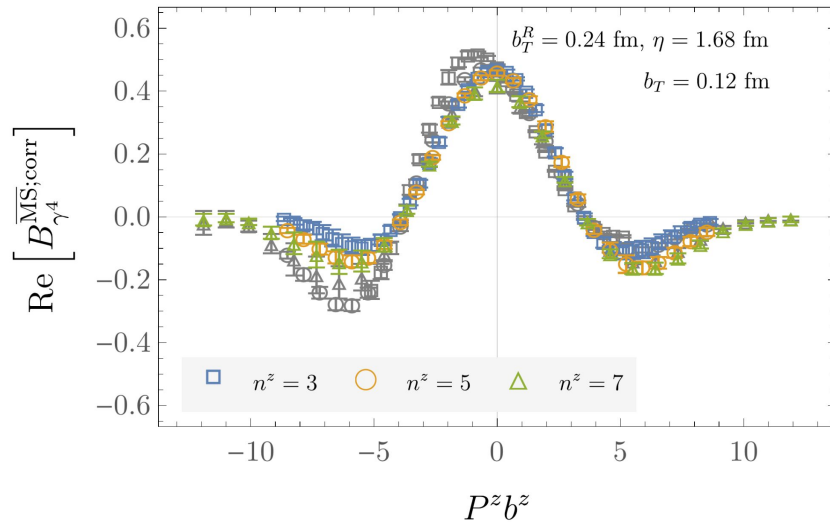 b_T^R = 0.24 fm, η = 1.68 fm
b_T = 0.12 fm
Re [B_{γ^4}^{\overline{MS};corr}]
0.6
0.4
0.2
0.0
−0.2
−0.4
−0.6
n^z = 3 n^z = 5 n^z = 7
−10 −5 0 5 10
P^z b^z